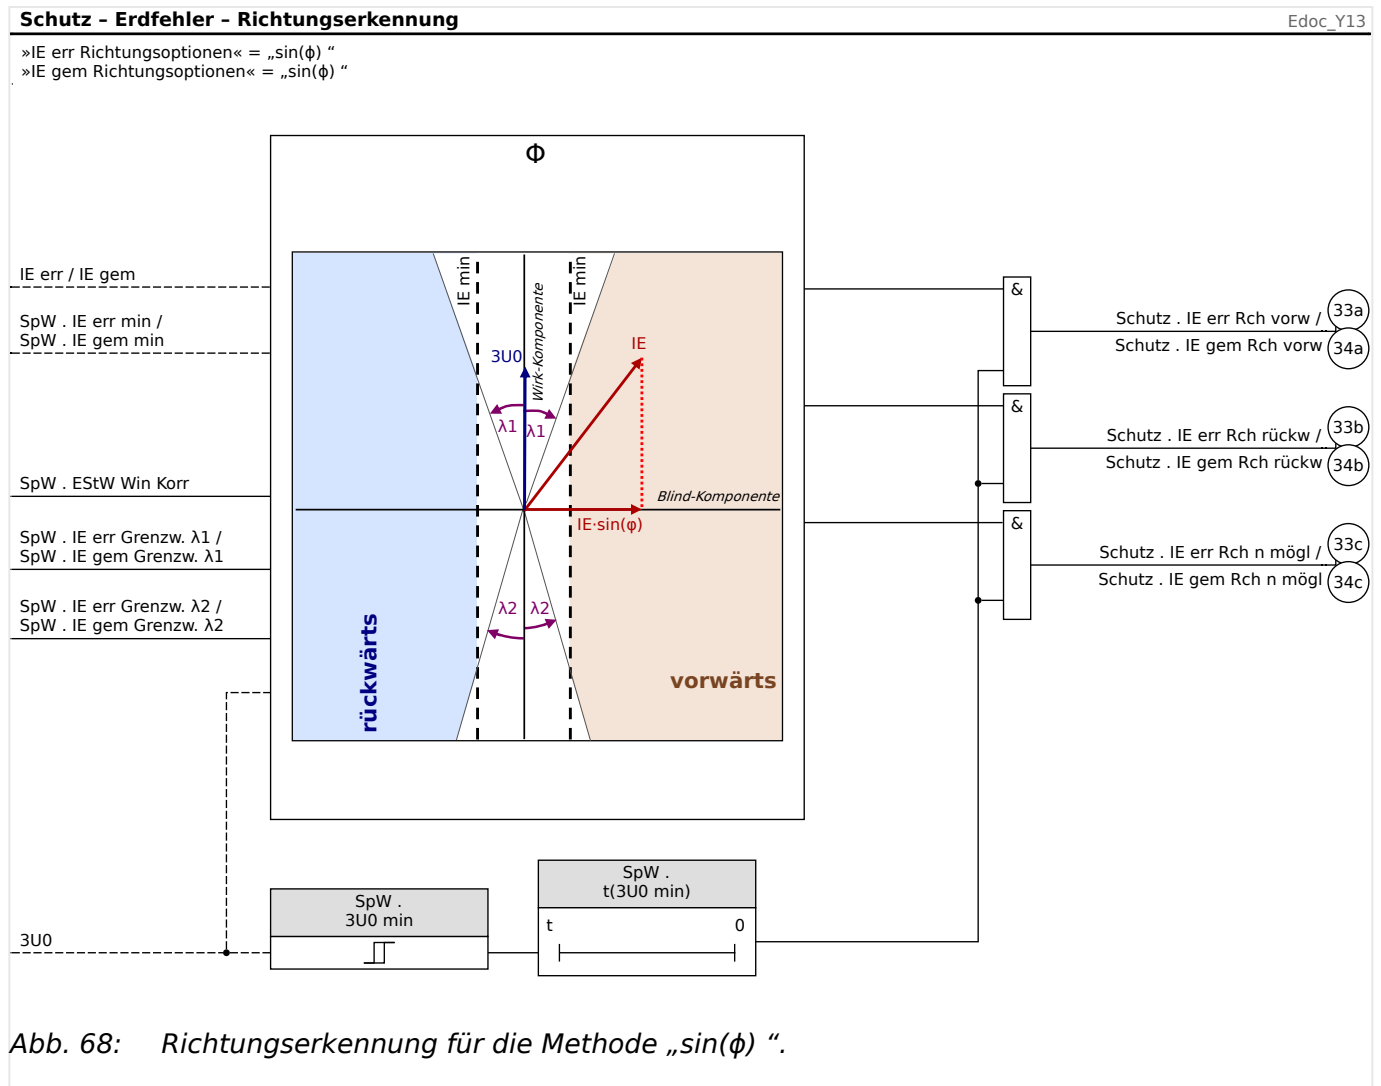 Schutz – Erdfehler – Richtungserkennung
Edoc_Y13
»IE err Richtungsoptionen« = „sin(ϕ) “
»IE gem Richtungsoptionen« = „sin(ϕ) “
Φ
IE err / IE gem
SpW . IE err min /
SpW . IE gem min
SpW . EStW Win Korr
SpW . IE err Grenzw. λ1 /
SpW . IE gem Grenzw. λ1
SpW . IE err Grenzw. λ2 /
SpW . IE gem Grenzw. λ2
3U0
IE min
IE min
Wirk-Komponente
3U0
IE
λ1
λ1
Blind-Komponente
IE·sin(φ)
λ2
λ2
rückwärts
vorwärts
&
Schutz . IE err Rch vorw /
33a
Schutz . IE gem Rch vorw
34a
&
Schutz . IE err Rch rückw /
33b
Schutz . IE gem Rch rückw
34b
&
Schutz . IE err Rch n mögl /
33c
Schutz . IE gem Rch n mögl
34c
SpW .
3U0 min
SpW .
t(3U0 min)
t
0
Abb. 68: Richtungserkennung für die Methode „sin(ϕ) “.